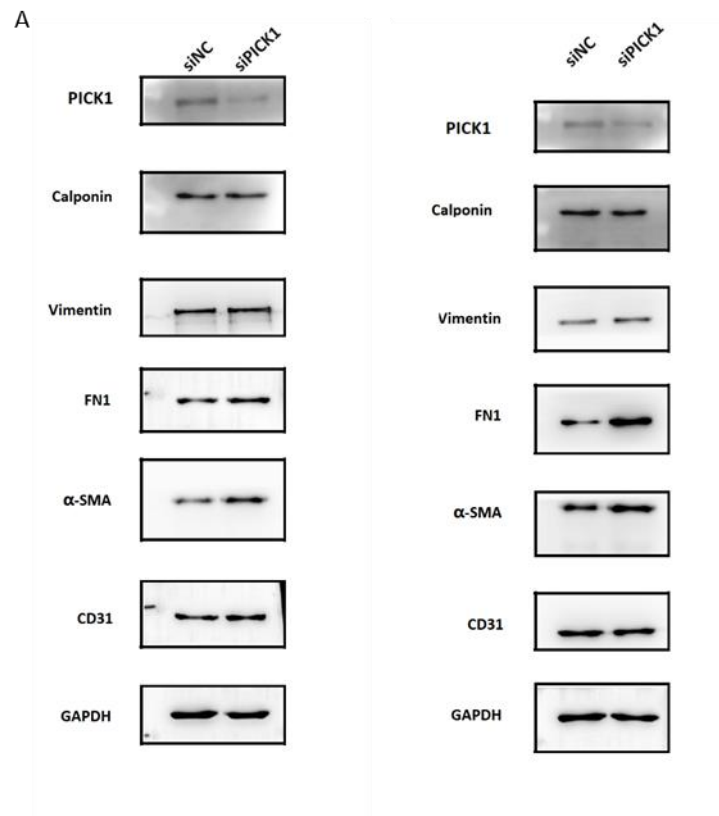 A
siNC siPICK1
PICK1
Calponin
Vimentin
FN1
α-SMA
CD31
GAPDH
siNC siPICK1
PICK1
Calponin
Vimentin
FN1
α-SMA
CD31
GAPDH